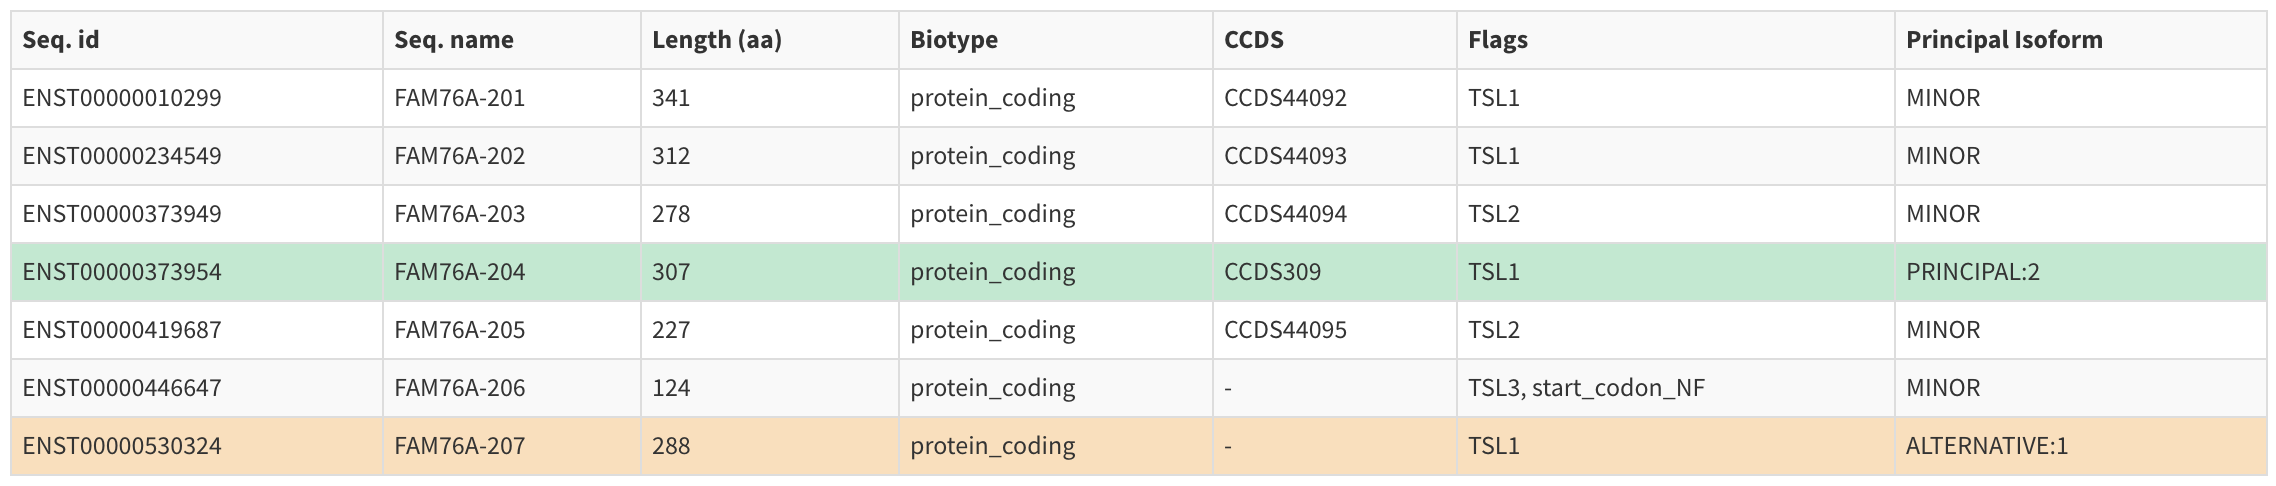 Seq. id Seq. name Length (aa) Biotype CCDS Flags Principal Isoform
ENST00000010299 FAM76A-201 341 protein_coding CCDS44092 TSL1 MINOR
ENST00000234549 FAM76A-202 312 protein_coding CCDS44093 TSL1 MINOR
ENST00000373949 FAM76A-203 278 protein_coding CCDS44094 TSL2 MINOR
ENST00000373954 FAM76A-204 307 protein_coding CCDS309 TSL1 PRINCIPAL:2
ENST00000419687 FAM76A-205 227 protein_coding CCDS44095 TSL2 MINOR
ENST00000446647 FAM76A-206 124 protein_coding - TSL3, start_codon_NF MINOR
ENST00000530324 FAM76A-207 288 protein_coding - TSL1 ALTERNATIVE:1